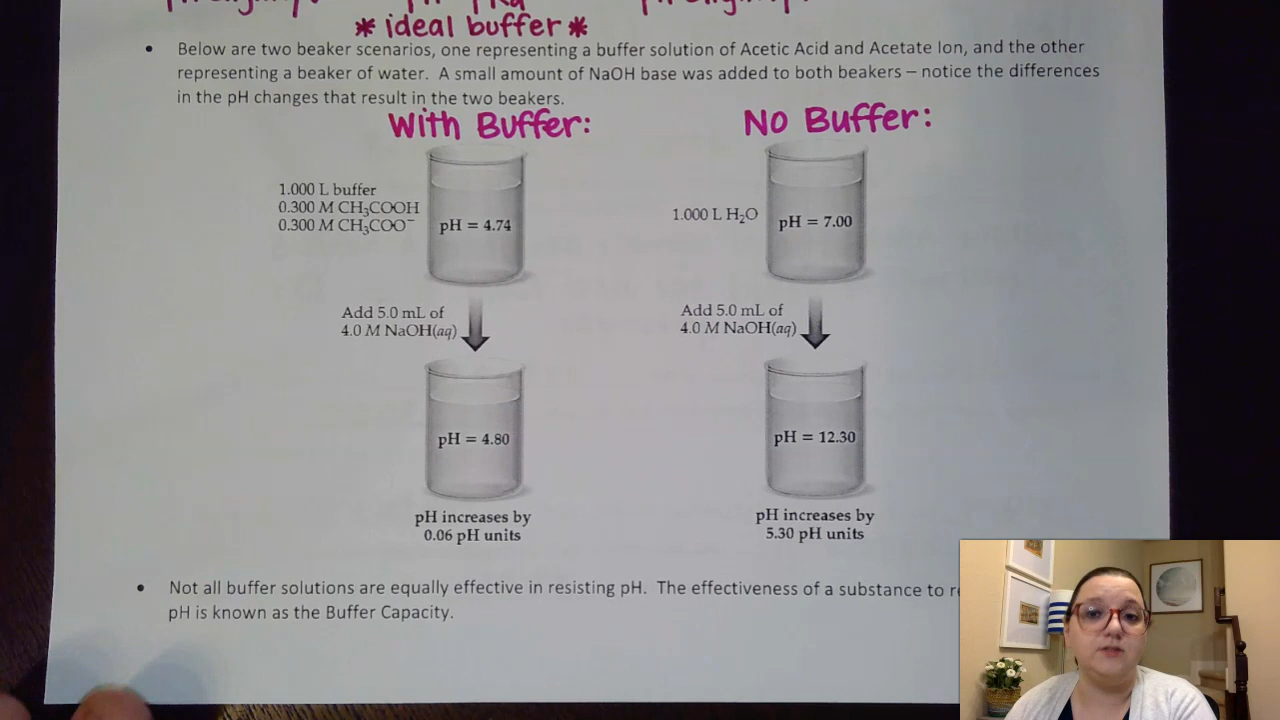 * ideal buffer *
• Below are two beaker scenarios, one representing a buffer solution of Acetic Acid and Acetate Ion, and the other
representing a beaker of water. A small amount of NaOH base was added to both beakers – notice the differences
in the pH changes that result in the two beakers.
With Buffer:
No Buffer:
1.000 L buffer
0.300 M CH₃COOH
0.300 M CH₃COO⁻
pH = 4.74
1.000 L H₂O
pH = 7.00
Add 5.0 mL of
4.0 M NaOH(aq)
Add 5.0 mL of
4.0 M NaOH(aq)
pH = 4.80
pH = 12.30
pH increases by
0.06 pH units
pH increases by
5.30 pH units
• Not all buffer solutions are equally effective in resisting pH. The effectiveness of a substance to
pH is known as the Buffer Capacity.